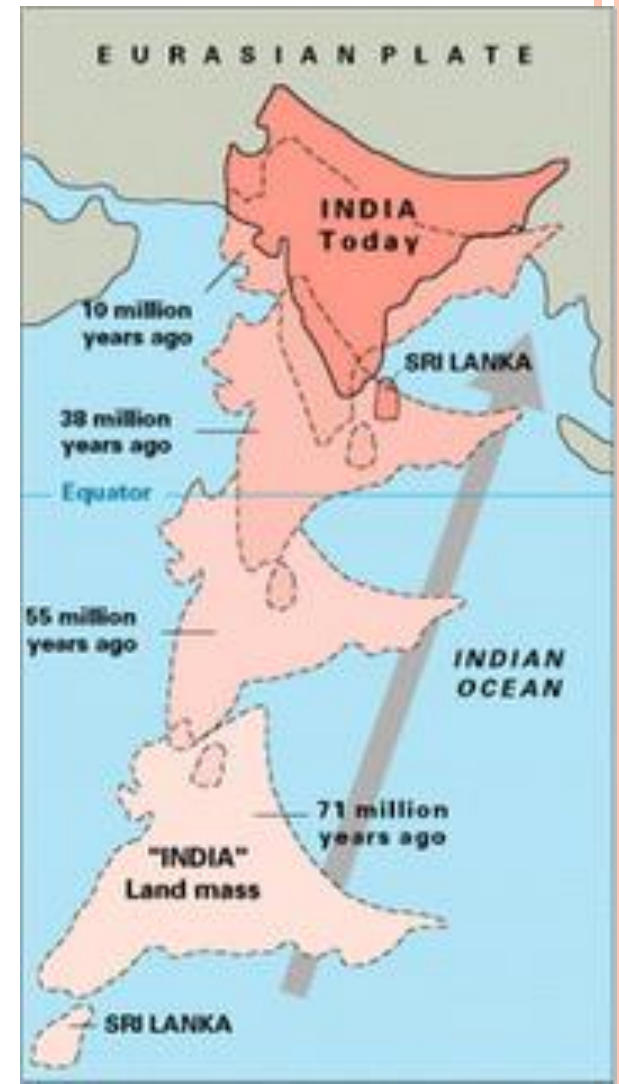 EURASIAN PLATE
INDIA
Today
10 million
years ago
SRI LANKA
38 million
years ago
Equator
55 million
years ago
INDIAN
OCEAN
71 million
years ago
"INDIA"
Land mass
SRI LANKA